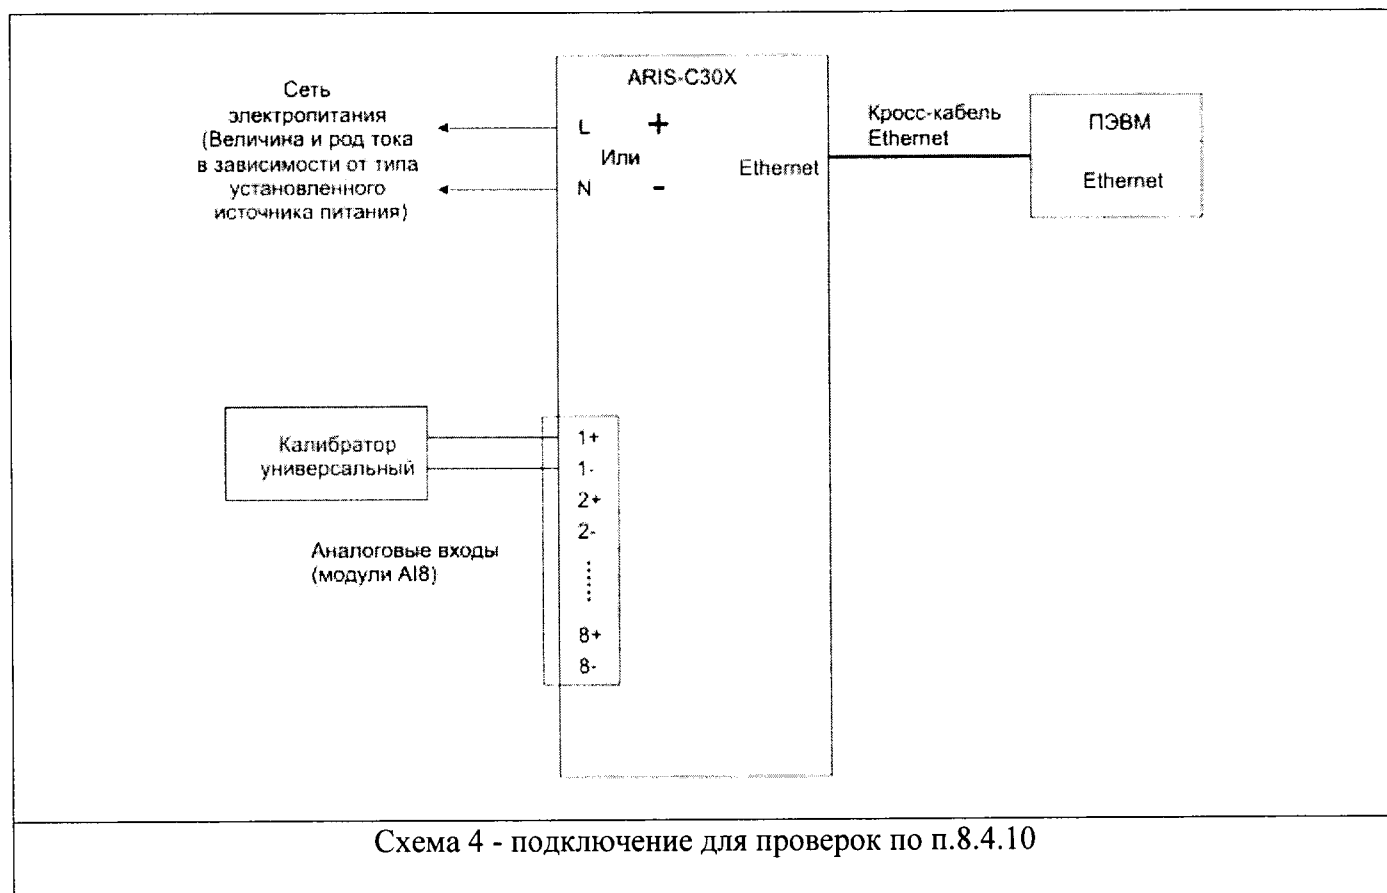 Сеть
электропитания
(Величина и род тока
в зависимости от типа
установленного
источника питания)
ARIS-C30X
L +
Или
N -
Ethernet
Кросс-кабель
Ethernet
ПЭВМ
Ethernet
Калибратор
универсальный
1+
1-
2+
2-
8+
8-
Аналоговые входы
(модули AI8)
Схема 4 - подключение для проверок по п.8.4.10